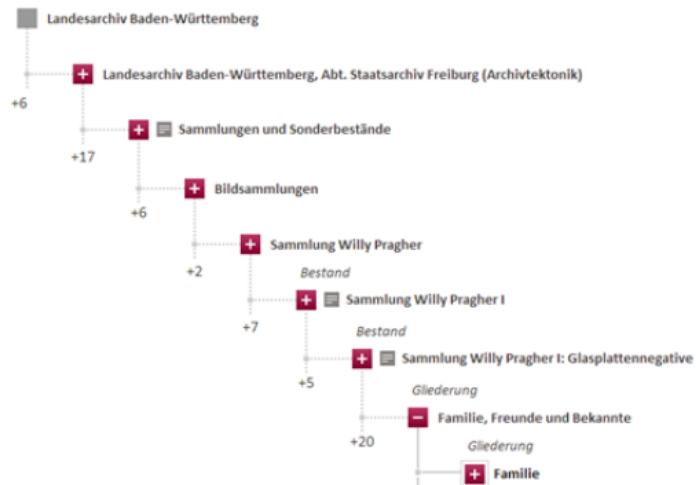 Landesarchiv Baden-Württemberg
Landesarchiv Baden-Württemberg, Abt. Staatsarchiv Freiburg (Archivtektonik)
+6
Sammlungen und Sonderbestände
+17
Bildsammlungen
+6
Sammlung Willy Pragher
+2
Bestand
Sammlung Willy Pragher I
+7
Bestand
Sammlung Willy Pragher I: Glasplattennegative
+5
Gliederung
Familie, Freunde und Bekannte
+20
Gliederung
Familie